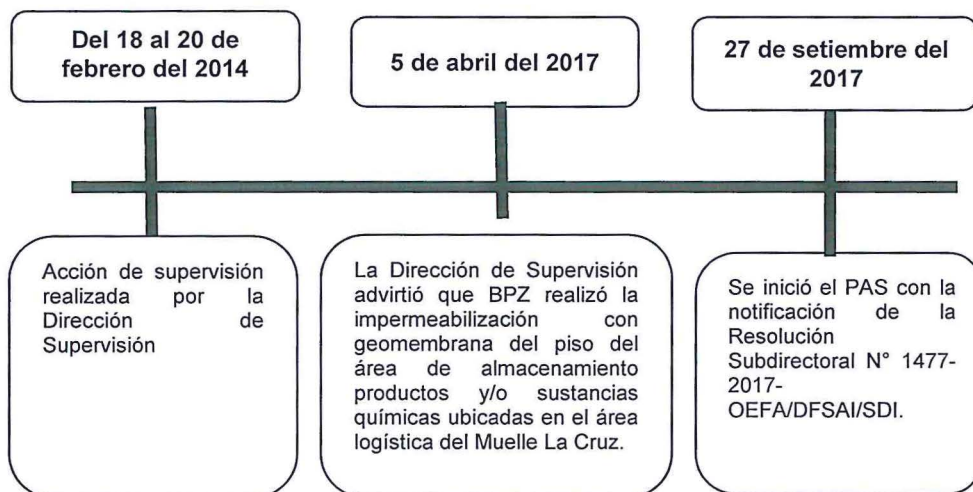 Del 18 al 20 de
febrero del 2014
5 de abril del 2017
27 de setiembre del
2017
Acción de supervisión
realizada por la
Dirección de
Supervisión
La Dirección de Supervisión
advirtió que BPZ realizó la
impermeabilización con
geomembrana del piso del
área de almacenamiento
productos y/o sustancias
químicas ubicadas en el área
logística del Muelle La Cruz.
Se inició el PAS con la
notificación de la
Resolución
Subdirectoral N° 1477-
2017-
OEFA/DFSAI/SDI.